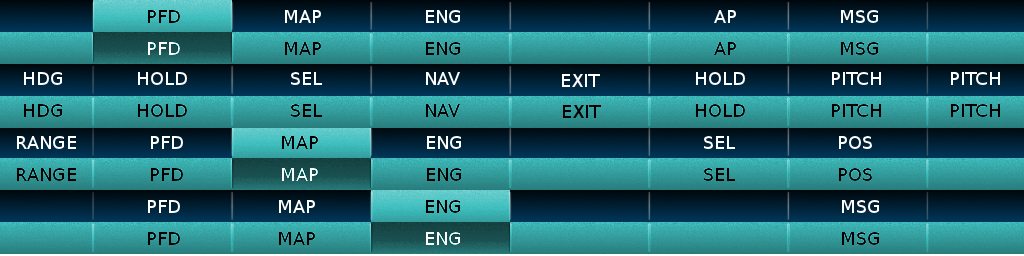 PFD MAP ENG AP MSG
PFD MAP ENG AP MSG
HDG HOLD SEL NAV EXIT HOLD PITCH PITCH
HDG HOLD SEL NAV EXIT HOLD PITCH PITCH
RANGE PFD MAP ENG SEL POS
RANGE PFD MAP ENG SEL POS
PFD MAP ENG MSG
PFD MAP ENG MSG